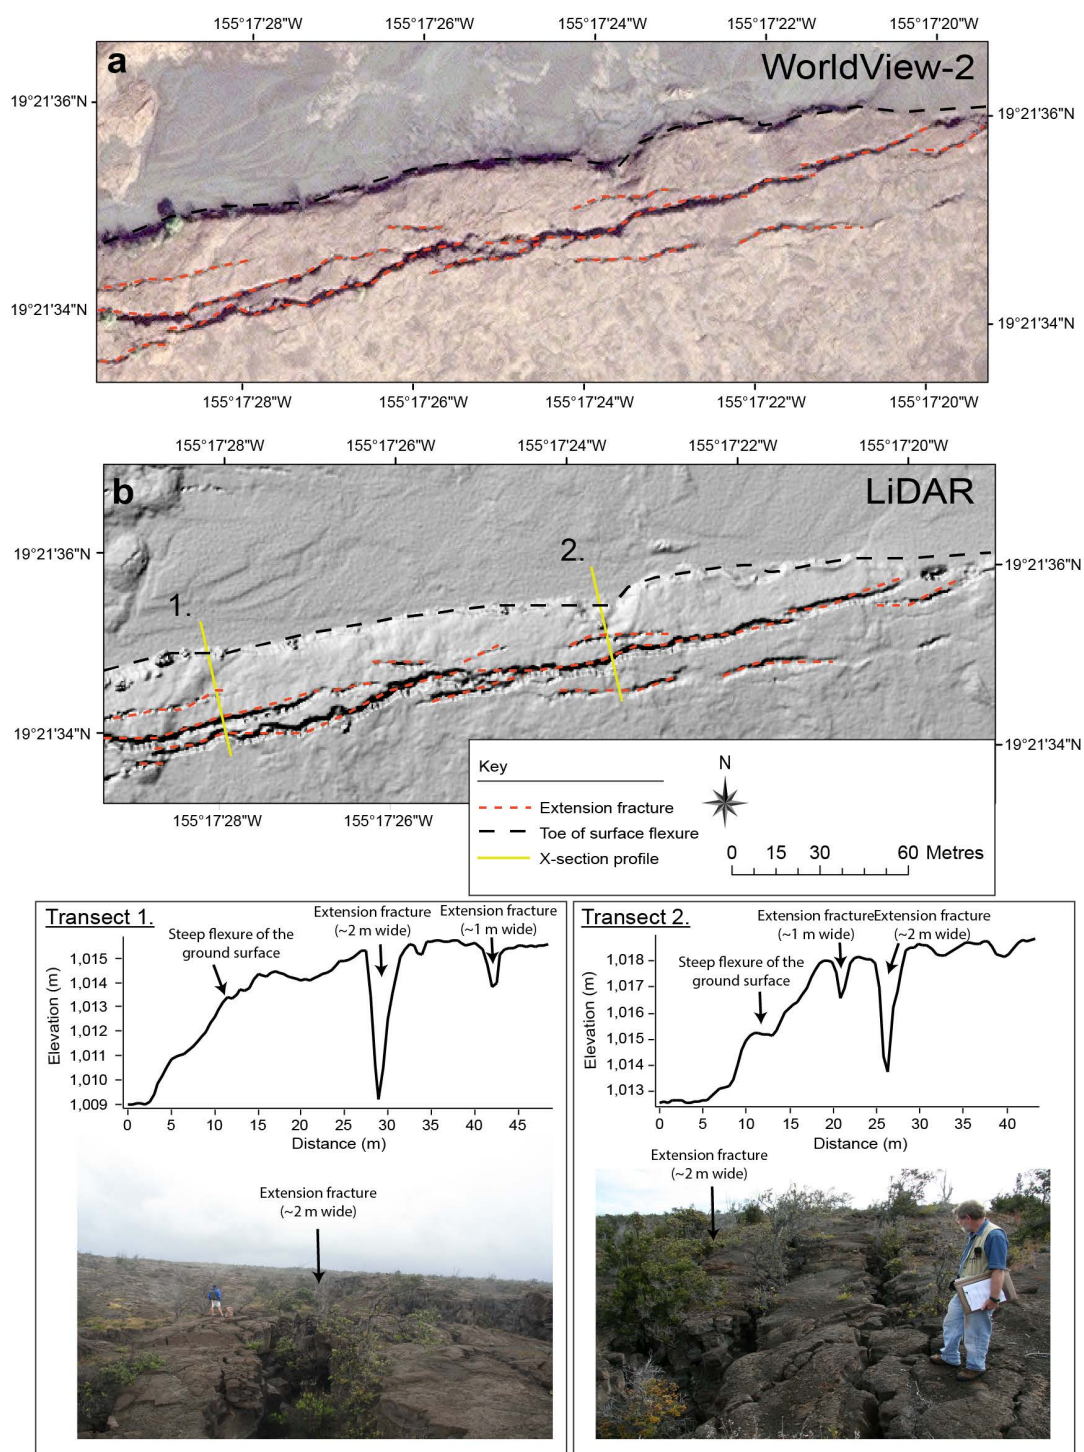 155°17'28"W 155°17'26"W 155°17'24"W 155°17'22"W 155°17'20"W
a
WorldView-2
19°21'36"N
19°21'36"N
19°21'34"N
19°21'34"N
155°17'28"W 155°17'26"W 155°17'24"W 155°17'22"W 155°17'20"W
155°17'28"W 155°17'26"W 155°17'24"W 155°17'22"W 155°17'20"W
b
LiDAR
19°21'36"N
19°21'36"N
2.
1.
19°21'34"N
19°21'34"N
155°17'28"W 155°17'26"W
Key
Extension fracture
Toe of surface flexure
X-section profile
N
0 15 30 60 Metres
Transect 1.
Extension fracture
(~2 m wide)
Extension fracture
(~1 m wide)
Steep flexure of the
ground surface
Elevation (m)
1,015
1,014
1,013
1,012
1,011
1,010
1,009
0 5 10 15 20 25 30 35 40 45
Distance (m)
Extension fracture
(~2 m wide)
Transect 2.
Extension fracture
(~1 m wide)
Extension fracture
(~2 m wide)
Steep flexure of the
ground surface
Elevation (m)
1,018
1,017
1,016
1,015
1,014
1,013
0 5 10 15 20 25 30 35 40
Distance (m)
Extension fracture
(~2 m wide)